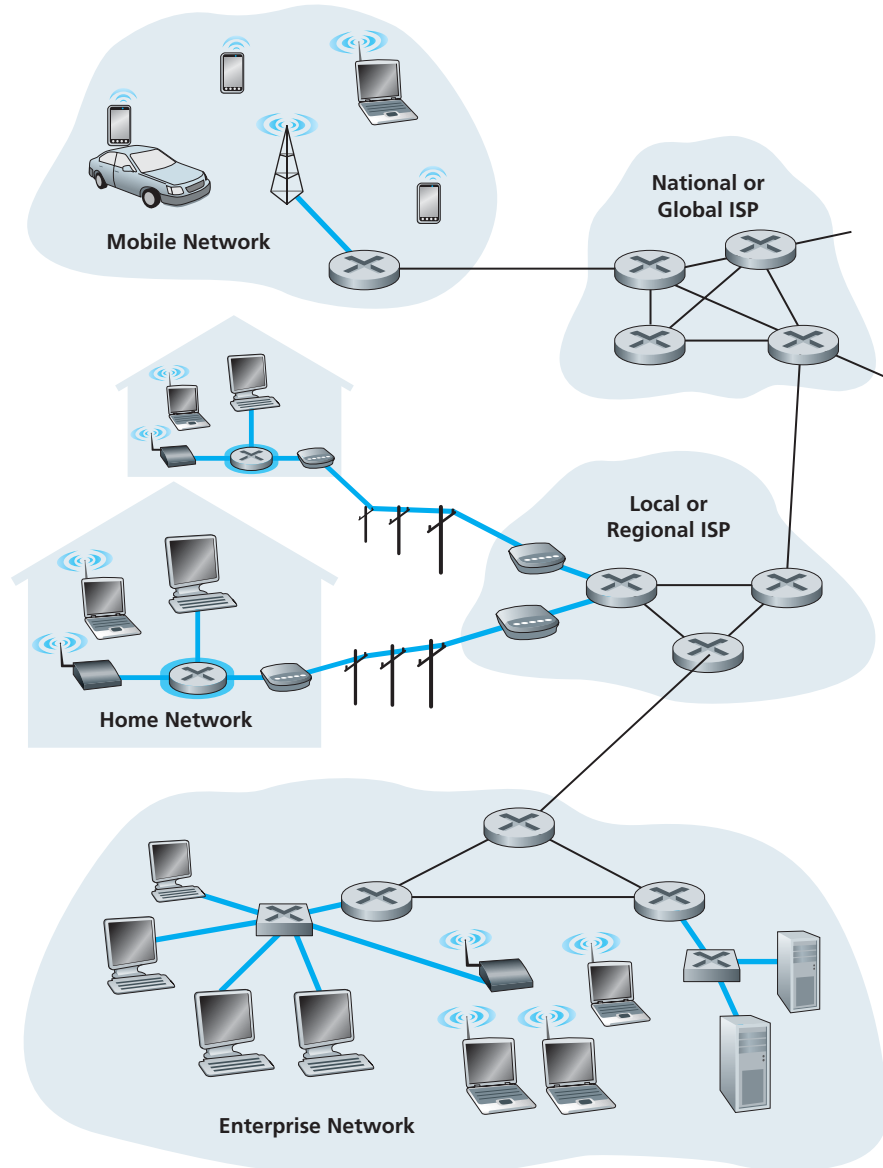 National or
Global ISP
Mobile Network
Local or
Regional ISP
Home Network
Enterprise Network